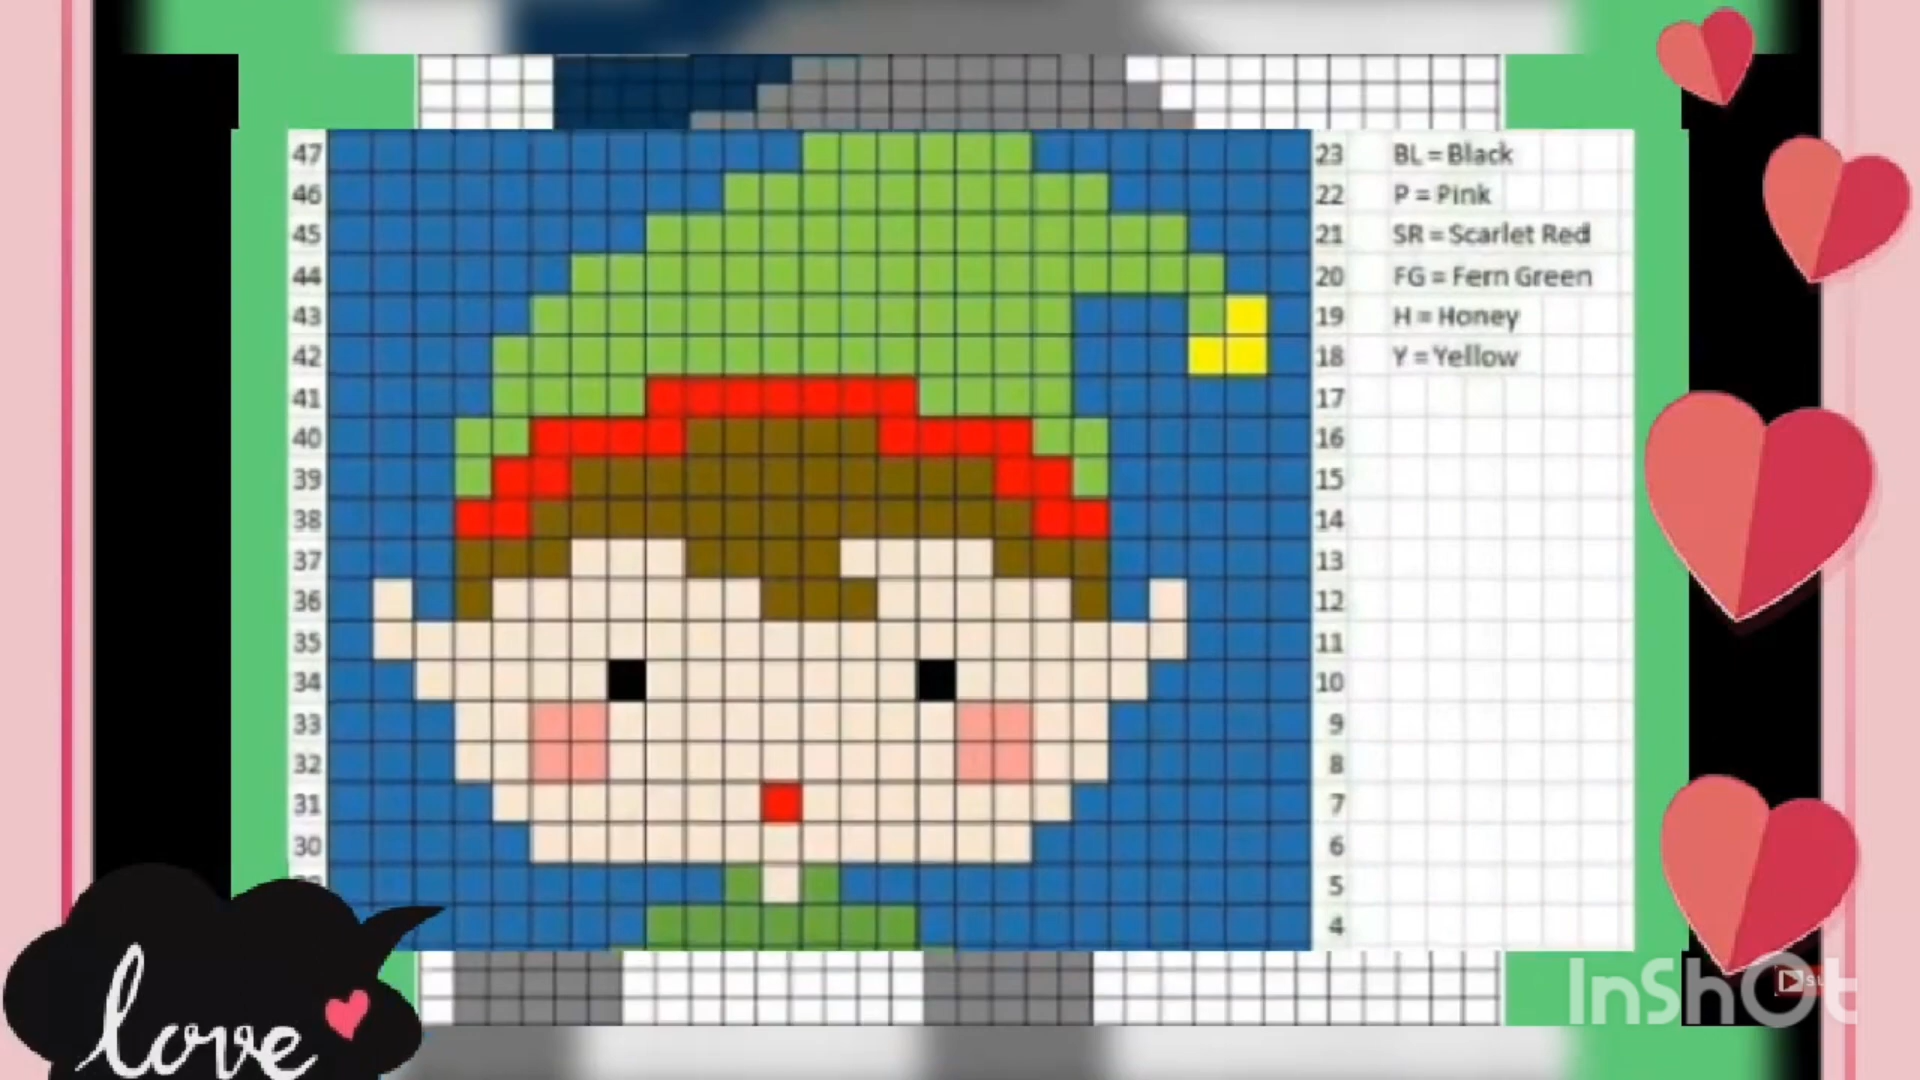 47 23 BL = Black
46 22 P = Pink
45 21 SR = Scarlet Red
44 20 FG = Fern Green
43 19 H = Honey
42 18 Y = Yellow
41 17
40 16
39 15
38 14
37 13
36 12
35 11
34 10
33 9
32 8
31 7
30 6
5
4
love
InShOt